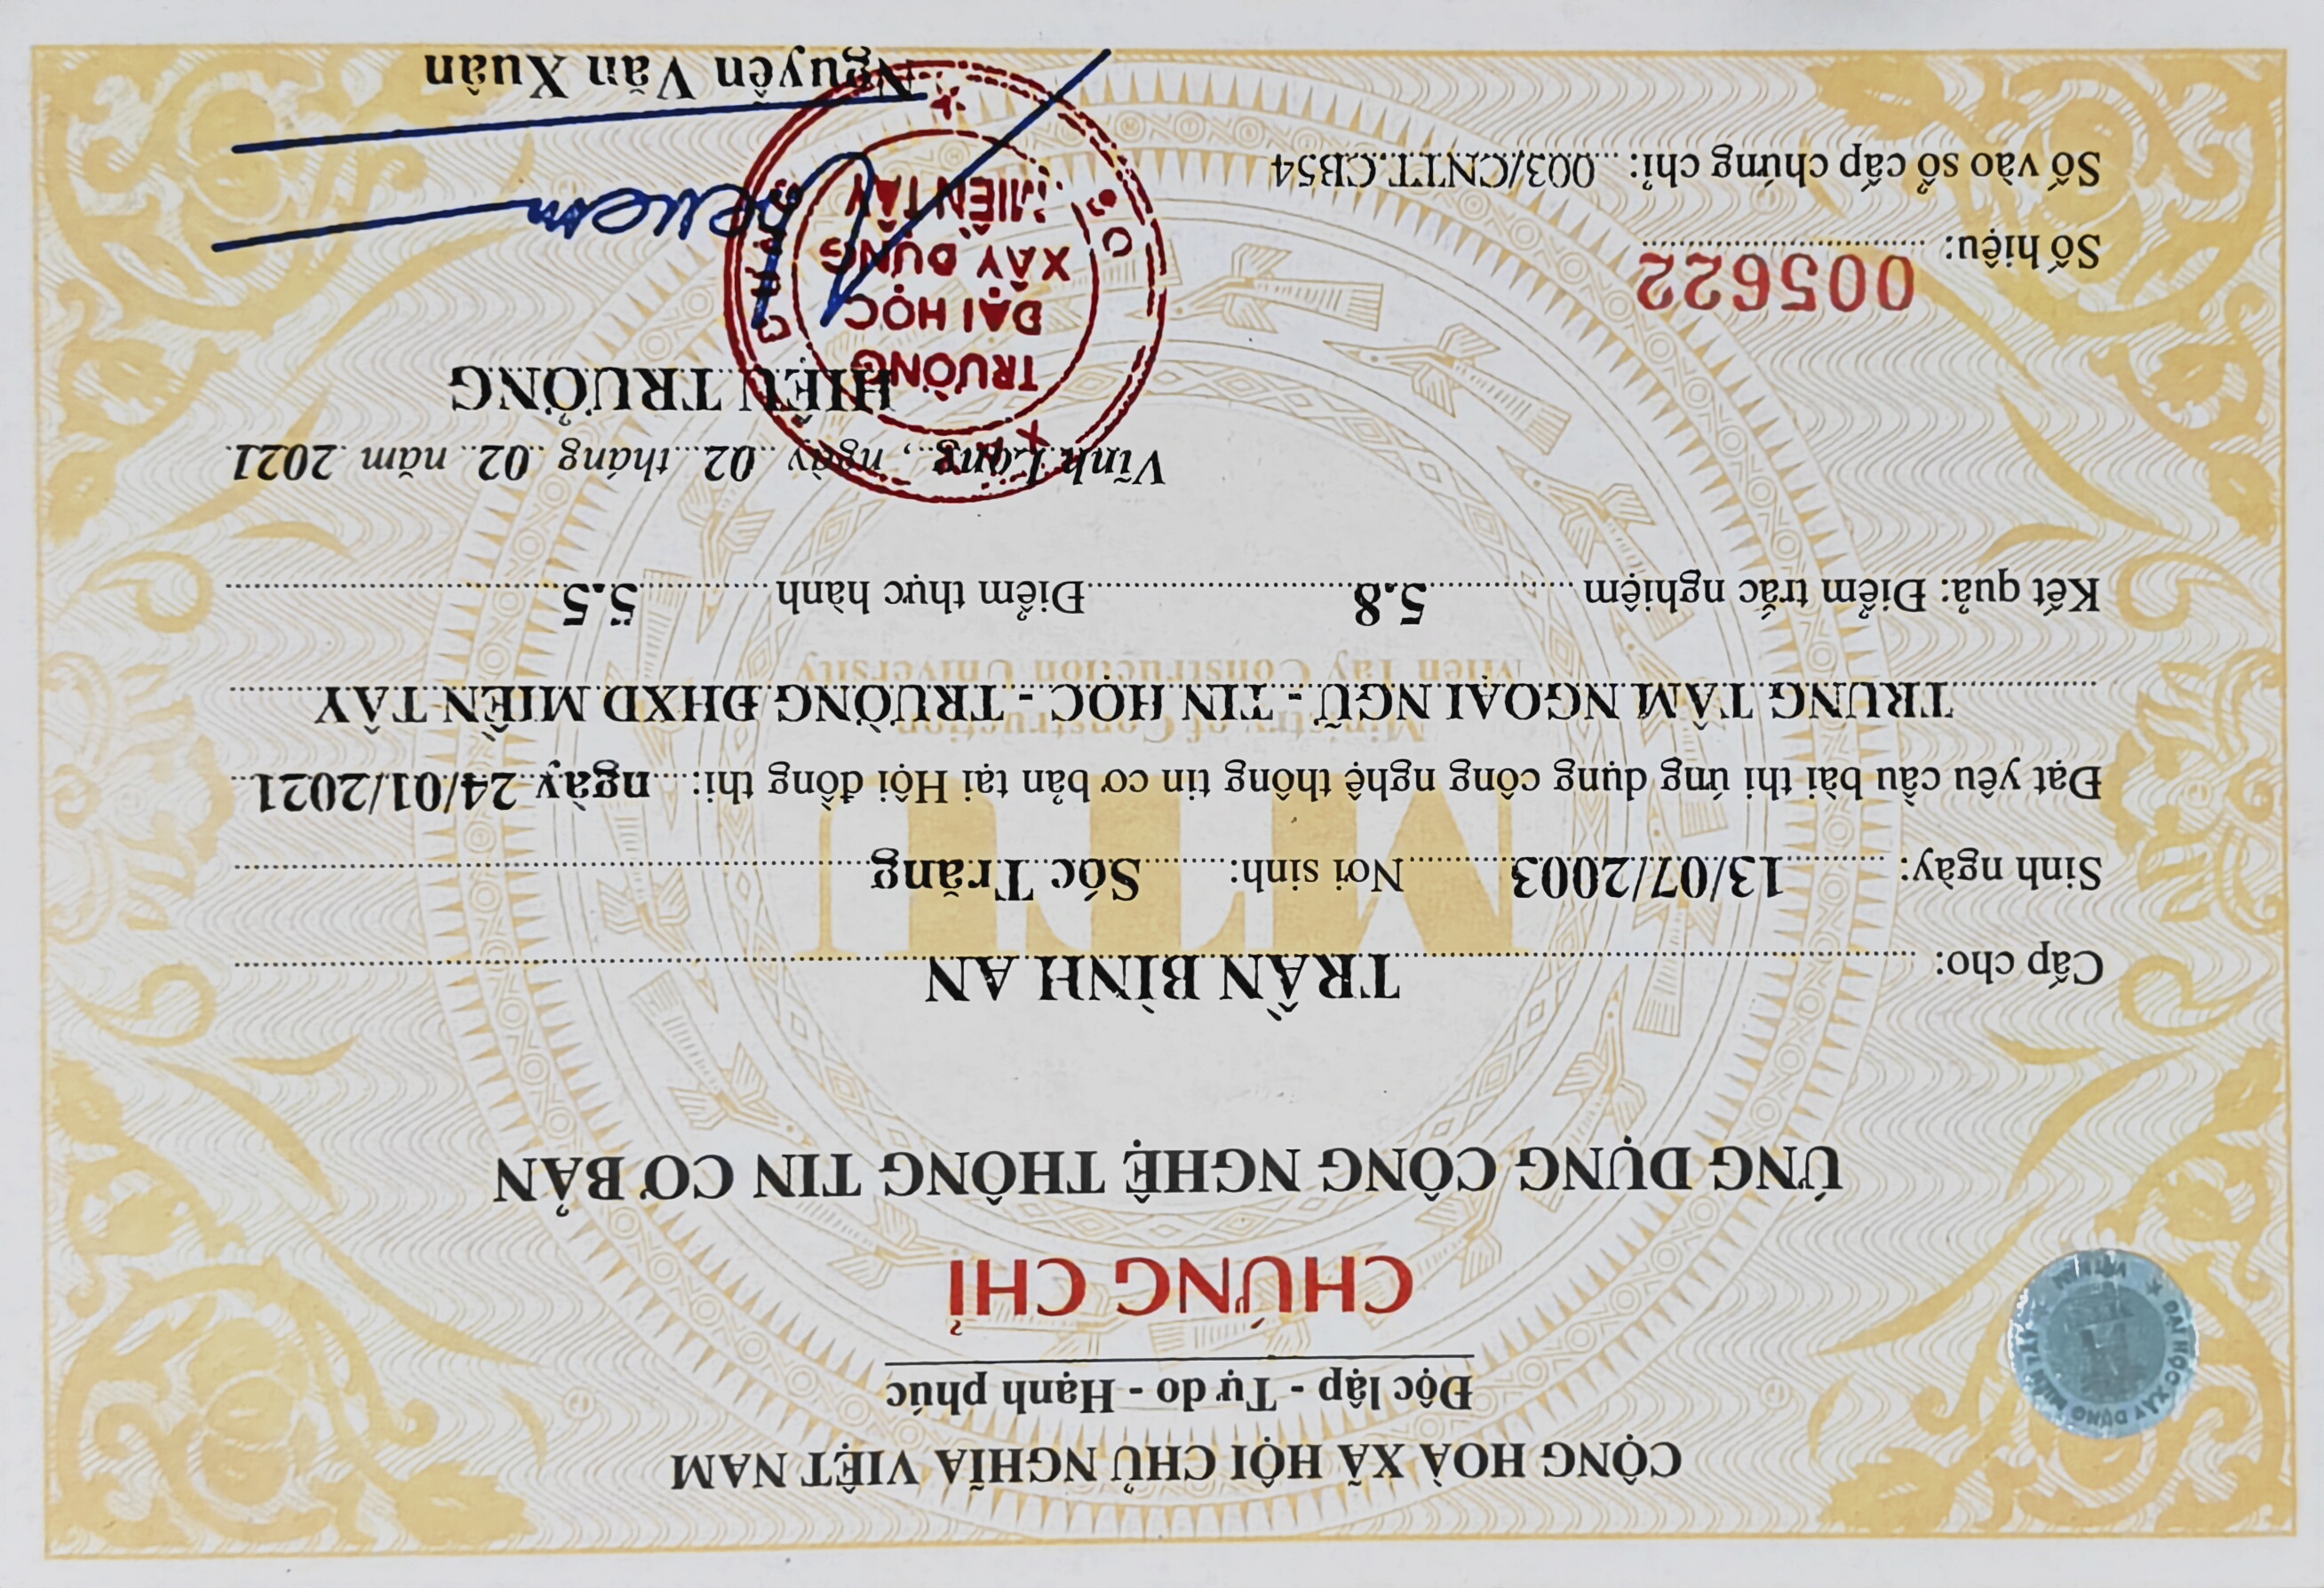 CỘNG HOÀ XÃ HỘI CHỦ NGHĨA VIỆT NAM
Độc lập - Tự do - Hạnh phúc
ĐẠI HỌC XÂY DỰNG MIỀN TÂY
CHỨNG CHỈ
ỨNG DỤNG CÔNG NGHỆ THÔNG TIN CƠ BẢN
Cấp cho: TRẦN BÌNH AN
MTU
Sinh ngày: 13/07/2003 Nơi sinh: Sóc Trăng
Đạt yêu cầu bài thi ứng dụng công nghệ thông tin cơ bản tại Hội đồng thi: ngày 24/01/2021
Ministry of Construction
TRUNG TÂM NGOẠI NGỮ - TIN HỌC - TRƯỜNG ĐHXD MIỀN TÂY
Mien Tay Construction University
Kết quả: Điểm trắc nghiệm 5.8 Điểm thực hành 5.5
Vĩnh Long, ngày 02 tháng 02 năm 2021
HIỆU TRƯỞNG
TRƯỜNG
ĐẠI HỌC
XÂY DỰNG
MIỀN TÂY
Số hiệu: 005622
Số vào sổ cấp chứng chỉ: 003/CNTT.CB54
Nguyễn Văn Xuân